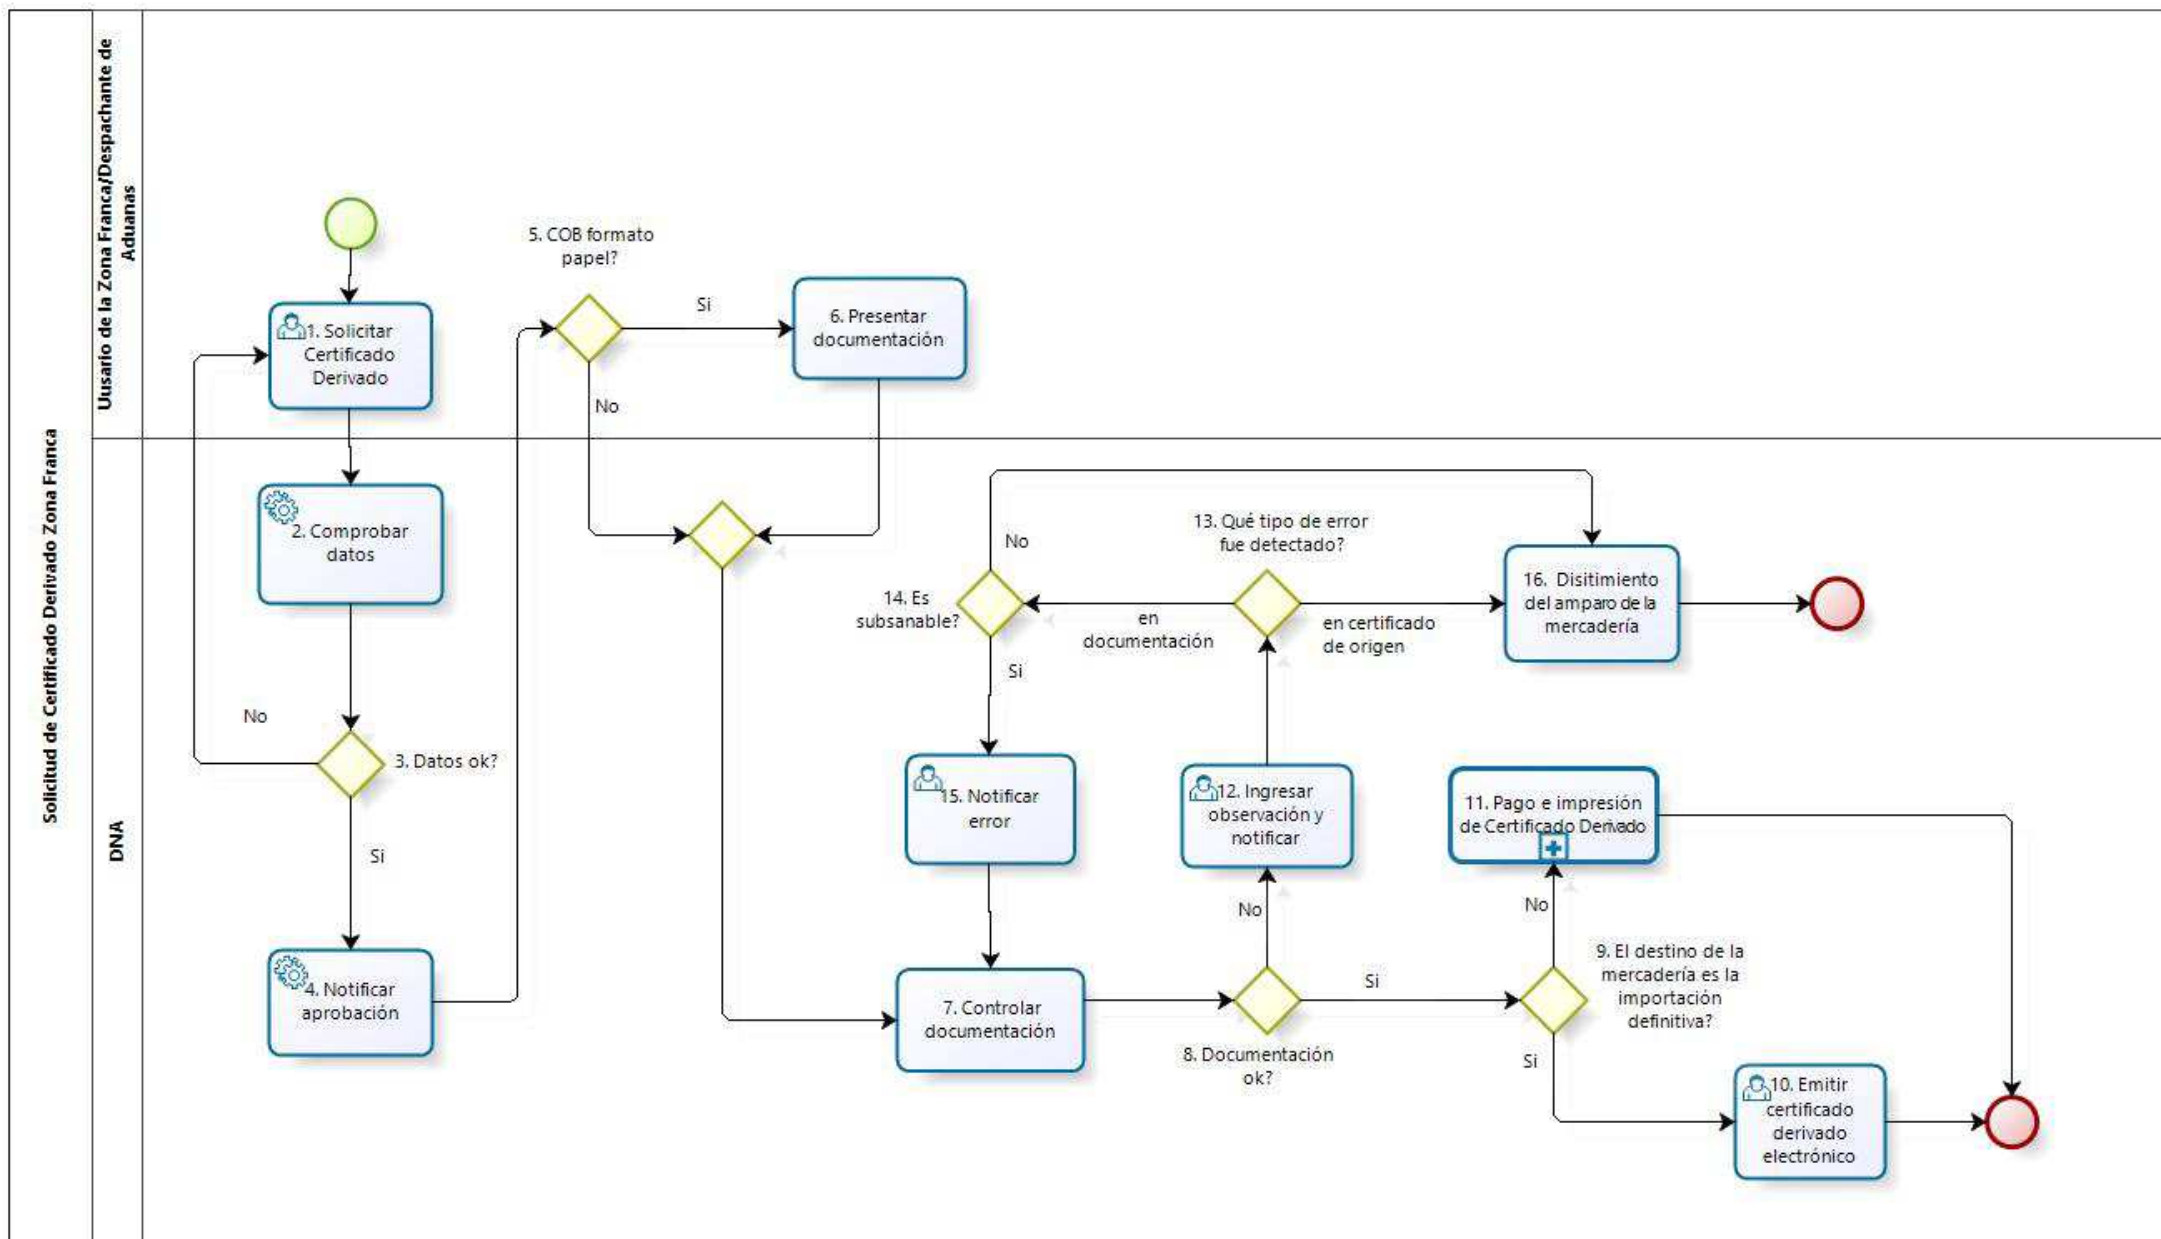 Solicitud de Certificado Derivado Zona Franca
Uusario de la Zona Franca/Despachante de
Aduanas
DNA
1. Solicitar
Certificado
Derivado
2. Comprobar
datos
3. Datos ok?
No
Si
4. Notificar
aprobación
5. COB formato
papel?
Si
No
6. Presentar
documentación
7. Controlar
documentación
8. Documentación
ok?
No
Si
9. El destino de la
mercadería es la
importación
definitiva?
No
Si
10. Emitir
certificado
derivado
electrónico
11. Pago e impresión
de Certificado Derivado
12. Ingresar
observación y
notificar
13. Qué tipo de error
fue detectado?
en
documentación
en certificado
de origen
14. Es
subsanable?
No
Si
15. Notificar
error
16. Disitimiento
del amparo de la
mercadería